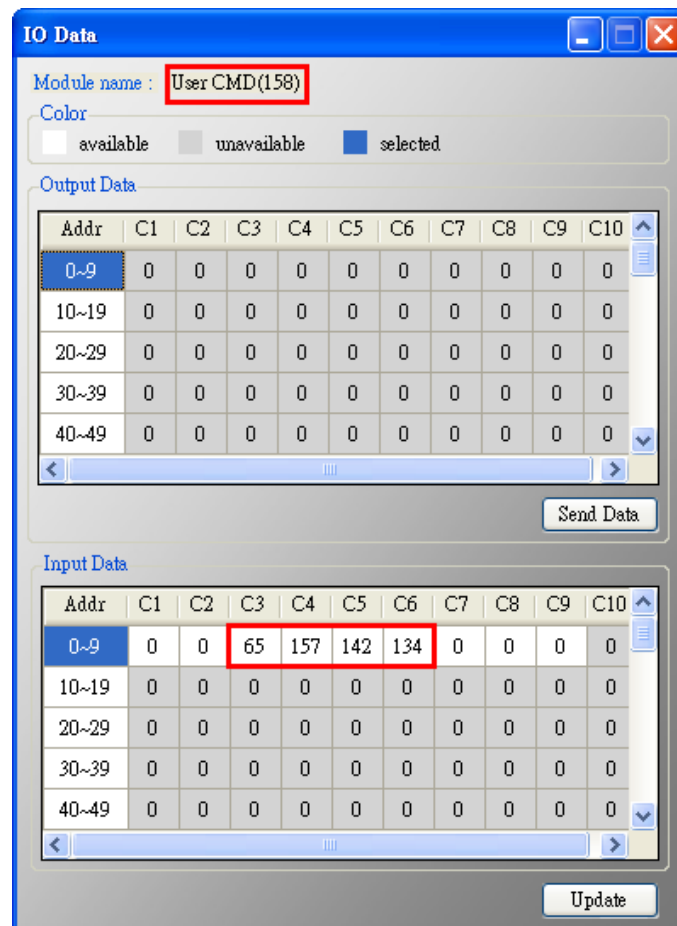 IO Data
Module name : User CMD(158)
Color
available unavailable selected
Output Data
Addr C1 C2 C3 C4 C5 C6 C7 C8 C9 C10
0~9 0 0 0 0 0 0 0 0 0 0
10~19 0 0 0 0 0 0 0 0 0 0
20~29 0 0 0 0 0 0 0 0 0 0
30~39 0 0 0 0 0 0 0 0 0 0
40~49 0 0 0 0 0 0 0 0 0 0
Send Data
Input Data
Addr C1 C2 C3 C4 C5 C6 C7 C8 C9 C10
0~9 0 0 65 157 142 134 0 0 0 0
10~19 0 0 0 0 0 0 0 0 0 0
20~29 0 0 0 0 0 0 0 0 0 0
30~39 0 0 0 0 0 0 0 0 0 0
40~49 0 0 0 0 0 0 0 0 0 0
Update